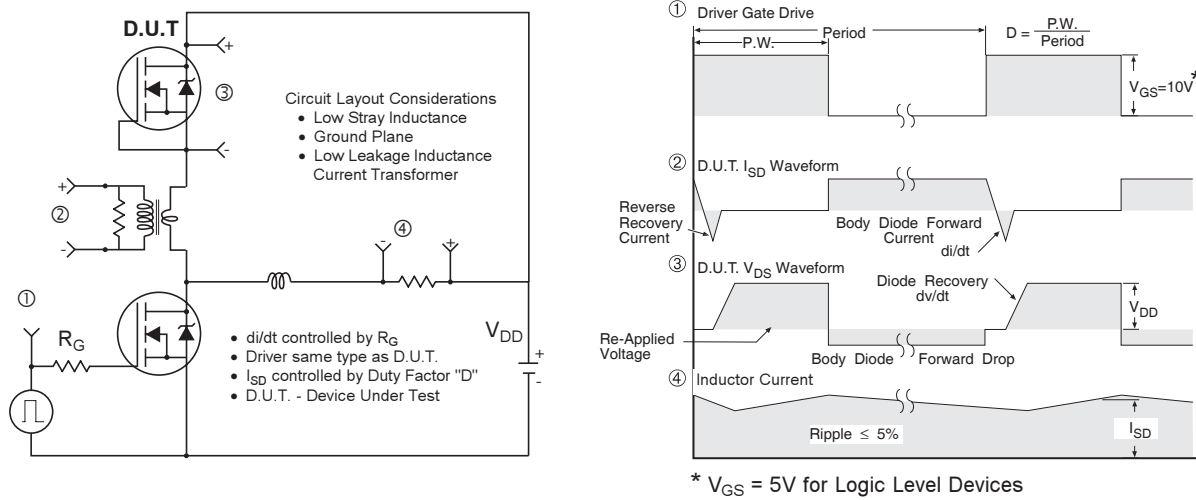 D.U.T
+
③
-
Circuit Layout Considerations
• Low Stray Inductance
• Ground Plane
• Low Leakage Inductance
Current Transformer
+
②
-
④
- +
①
R_G
• di/dt controlled by R_G
• Driver same type as D.U.T.
• I_SD controlled by Duty Factor "D"
• D.U.T. - Device Under Test
V_DD
+
-
① Driver Gate Drive
Period
P.W.
D = P.W.
Period
V_GS=10V *
② D.U.T. I_SD Waveform
Reverse
Recovery
Current
Body Diode Forward
Current
di/dt
③ D.U.T. V_DS Waveform
Diode Recovery
dv/dt
V_DD
Re-Applied
Voltage
Body Diode Forward Drop
④ Inductor Current
Ripple ≤ 5%
I_SD
* V_GS = 5V for Logic Level Devices